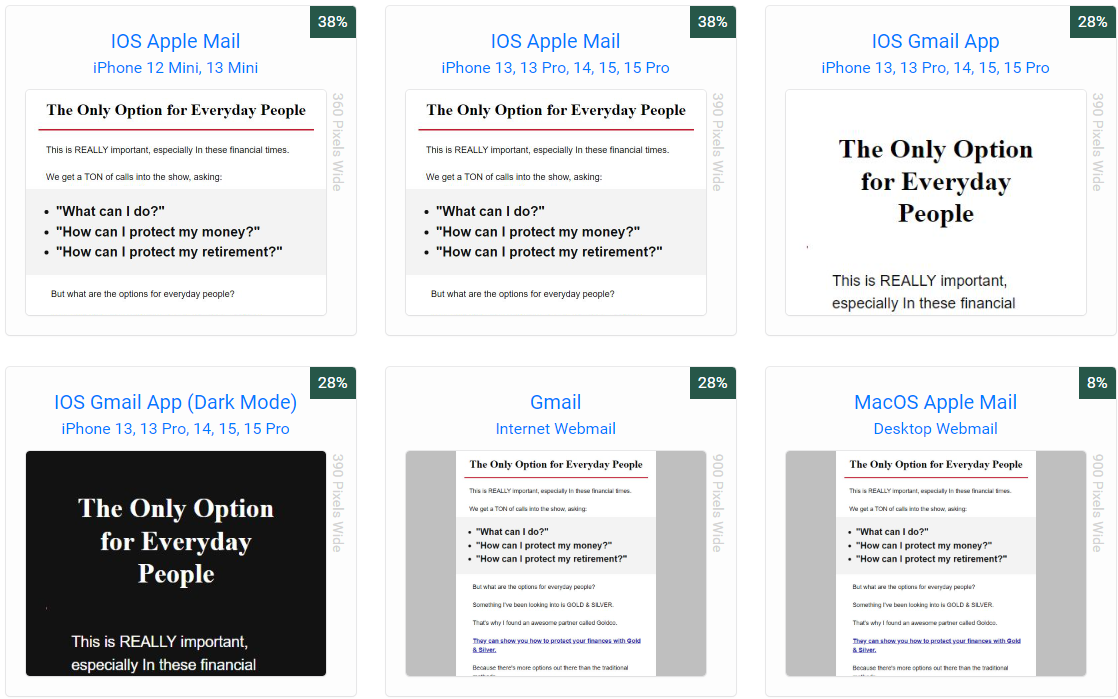 38%
IOS Apple Mail
iPhone 12 Mini, 13 Mini
The Only Option for Everyday People
This is REALLY important, especially In these financial times.
We get a TON of calls into the show, asking:
• "What can I do?"
• "How can I protect my money?"
• "How can I protect my retirement?"
But what are the options for everyday people?
360 Pixels Wide
38%
IOS Apple Mail
iPhone 13, 13 Pro, 14, 15, 15 Pro
The Only Option for Everyday People
This is REALLY important, especially In these financial times.
We get a TON of calls into the show, asking:
• "What can I do?"
• "How can I protect my money?"
• "How can I protect my retirement?"
But what are the options for everyday people?
390 Pixels Wide
28%
IOS Gmail App
iPhone 13, 13 Pro, 14, 15, 15 Pro
The Only Option
for Everyday
People
This is REALLY important,
especially In these financial
390 Pixels Wide
28%
IOS Gmail App (Dark Mode)
iPhone 13, 13 Pro, 14, 15, 15 Pro
The Only Option
for Everyday
People
This is REALLY important,
especially In these financial
390 Pixels Wide
28%
Gmail
Internet Webmail
The Only Option for Everyday People
This is REALLY important, especially In these financial times.
We get a TON of calls into the show, asking:
• "What can I do?"
• "How can I protect my money?"
• "How can I protect my retirement?"
But what are the options for everyday people?
Something I've been looking into is GOLD & SILVER.
That's why I found an awesome partner called Goldco.
They can show you how to protect your finances with Gold
& Silver.
Because there's more options out there than the traditional
900 Pixels Wide
8%
MacOS Apple Mail
Desktop Webmail
The Only Option for Everyday People
This is REALLY important, especially In these financial times.
We get a TON of calls into the show, asking:
• "What can I do?"
• "How can I protect my money?"
• "How can I protect my retirement?"
But what are the options for everyday people?
Something I've been looking into is GOLD & SILVER.
That's why I found an awesome partner called Goldco.
They can show you how to protect your finances with Gold
& Silver.
Because there's more options out there than the traditional
900 Pixels Wide